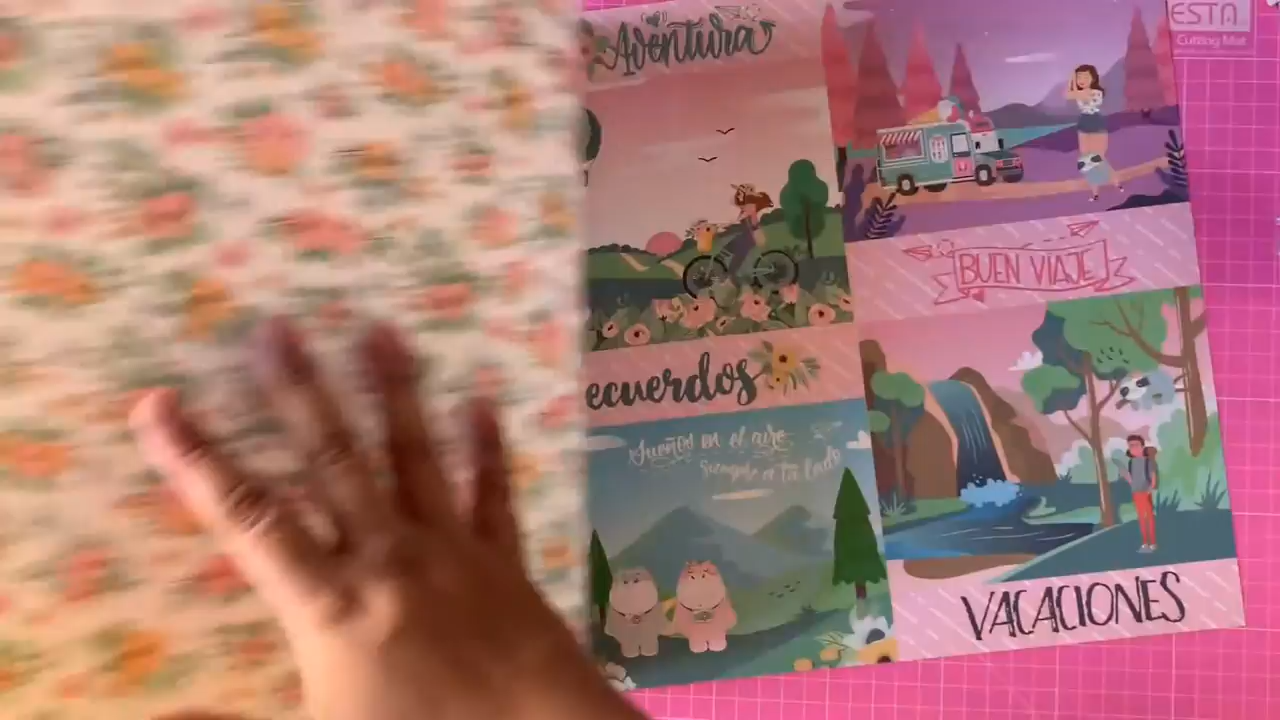 Aventura
ecuerdos
Sueños en el aire
Siempre a tu lado
BUEN VIAJE
VACACIONES
ESTA
Cutting Mat